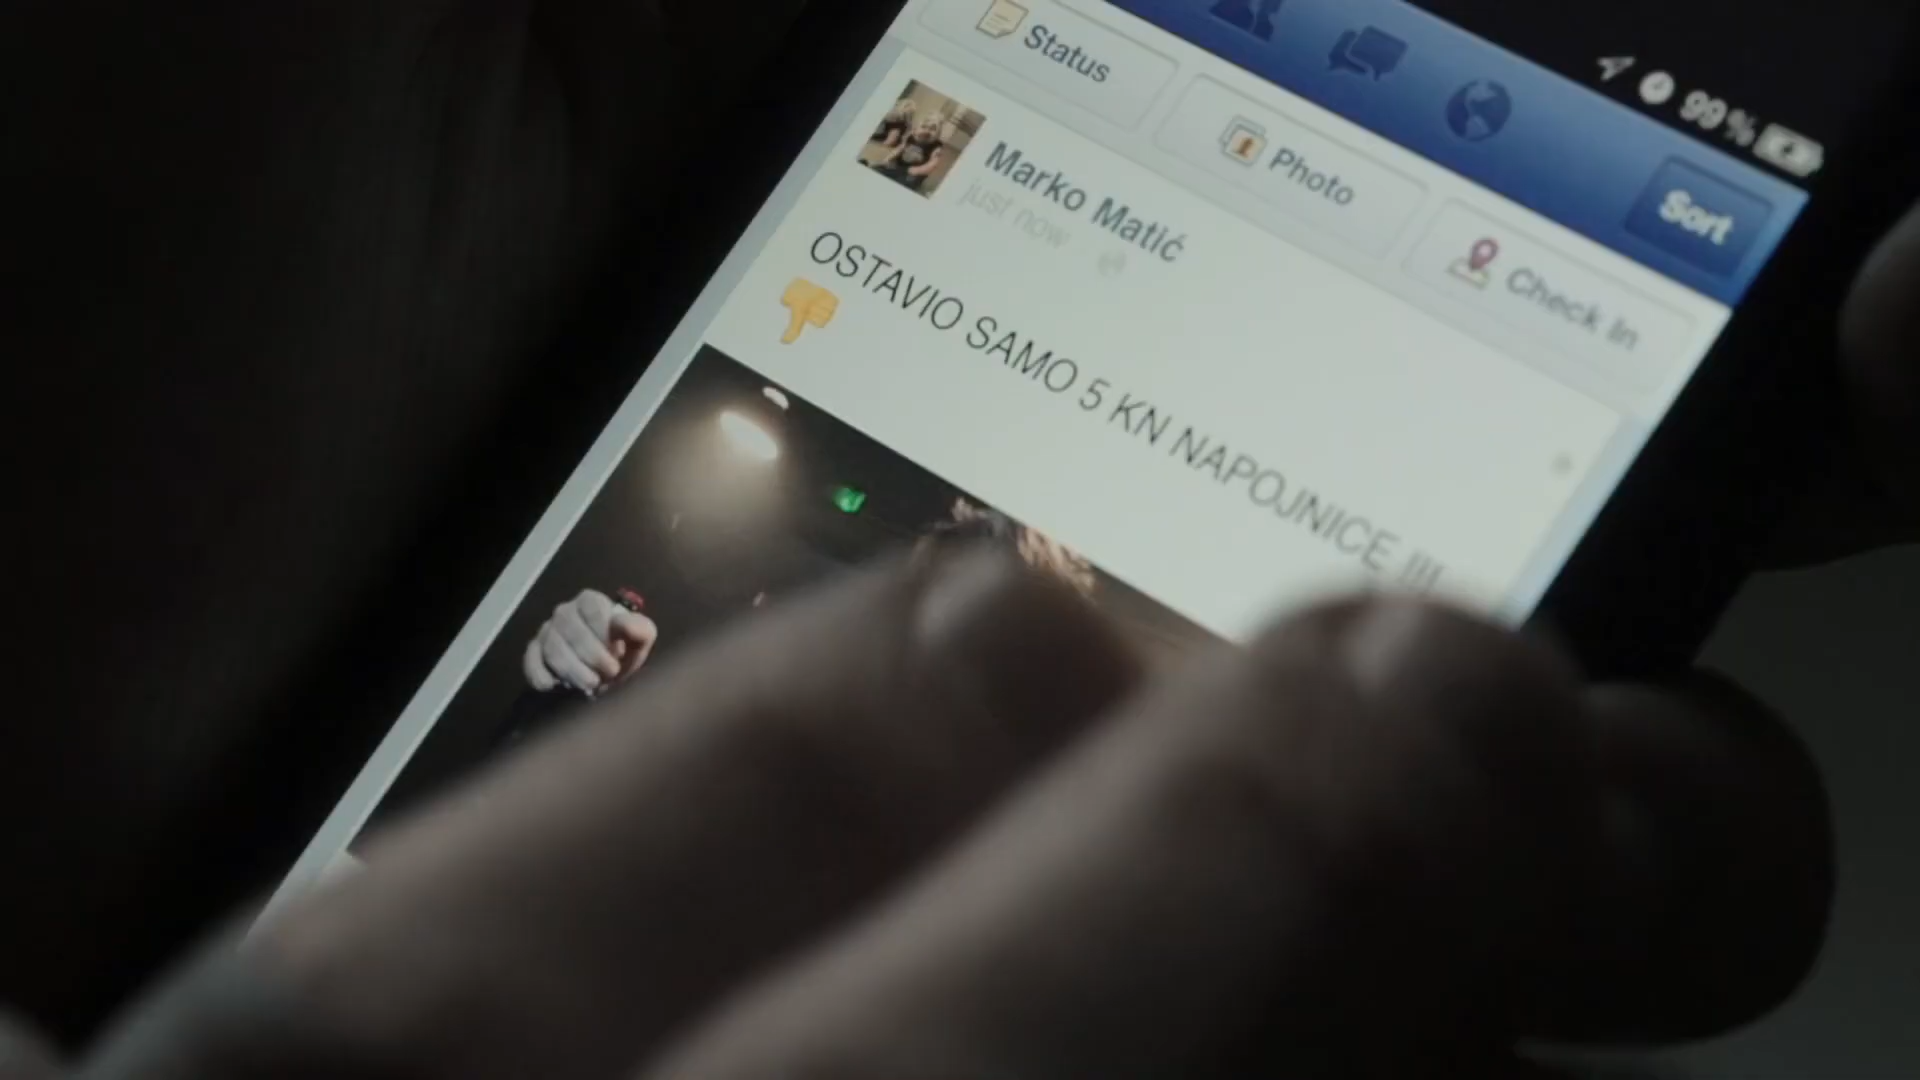 99%
Sort
Status
Photo
Check In
Marko Matić
just now
OSTAVIO SAMO 5 KN NAPOJNICE !!!